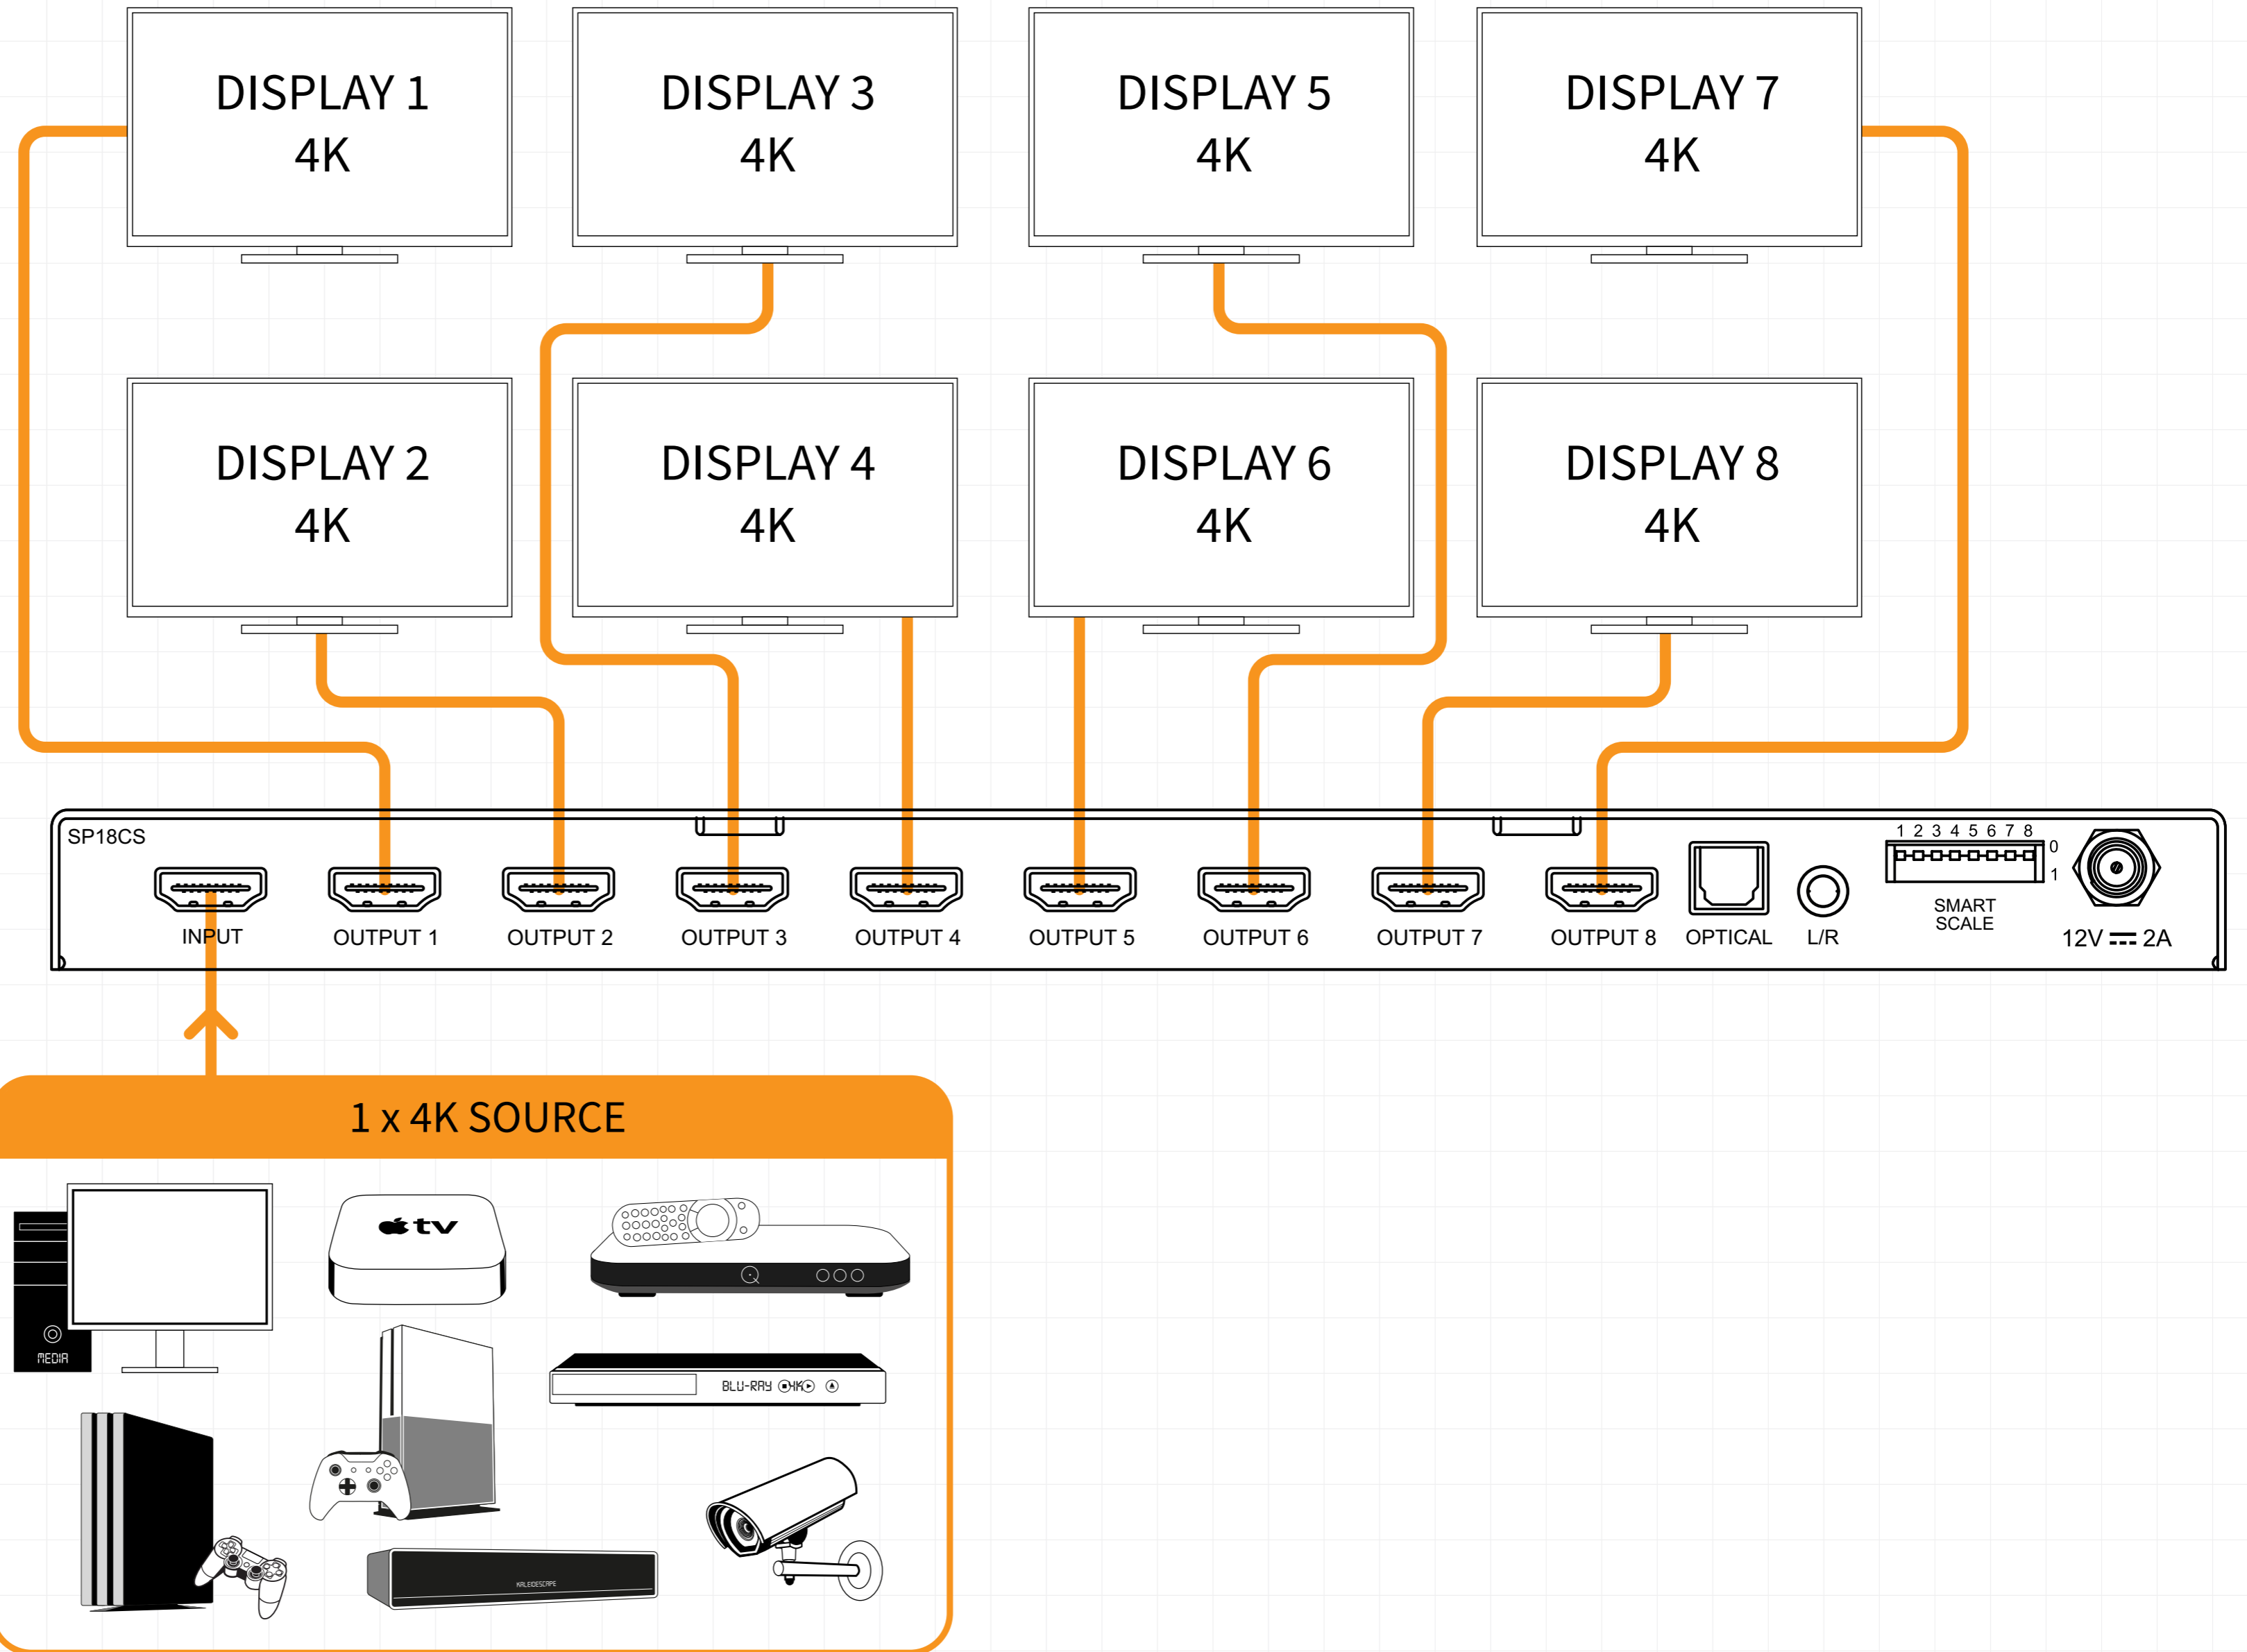 DISPLAY 1
4K
DISPLAY 3
4K
DISPLAY 5
4K
DISPLAY 7
4K
DISPLAY 2
4K
DISPLAY 4
4K
DISPLAY 6
4K
DISPLAY 8
4K
SP18CS
INPUT
OUTPUT 1
OUTPUT 2
OUTPUT 3
OUTPUT 4
OUTPUT 5
OUTPUT 6
OUTPUT 7
OUTPUT 8
OPTICAL
L/R
1 2 3 4 5 6 7 8
0
1
SMART
SCALE
12V 2A
1 x 4K SOURCE
tv
MEDIA
BLU-RAY 4K
KALEIDESCAPE